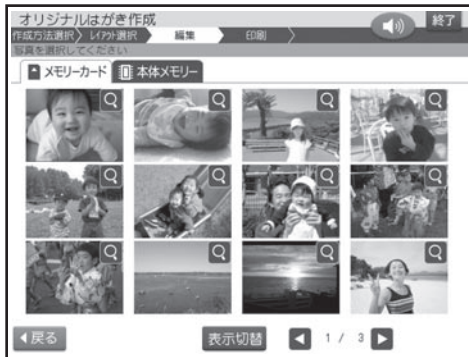 オリジナルはがき作成
終了
作成方法選択 〉 レイアウト選択 〉 編集 〉 印刷 〉
写真を選択してください
メモリーカード 本体メモリー
戻る 表示切替 1 / 3